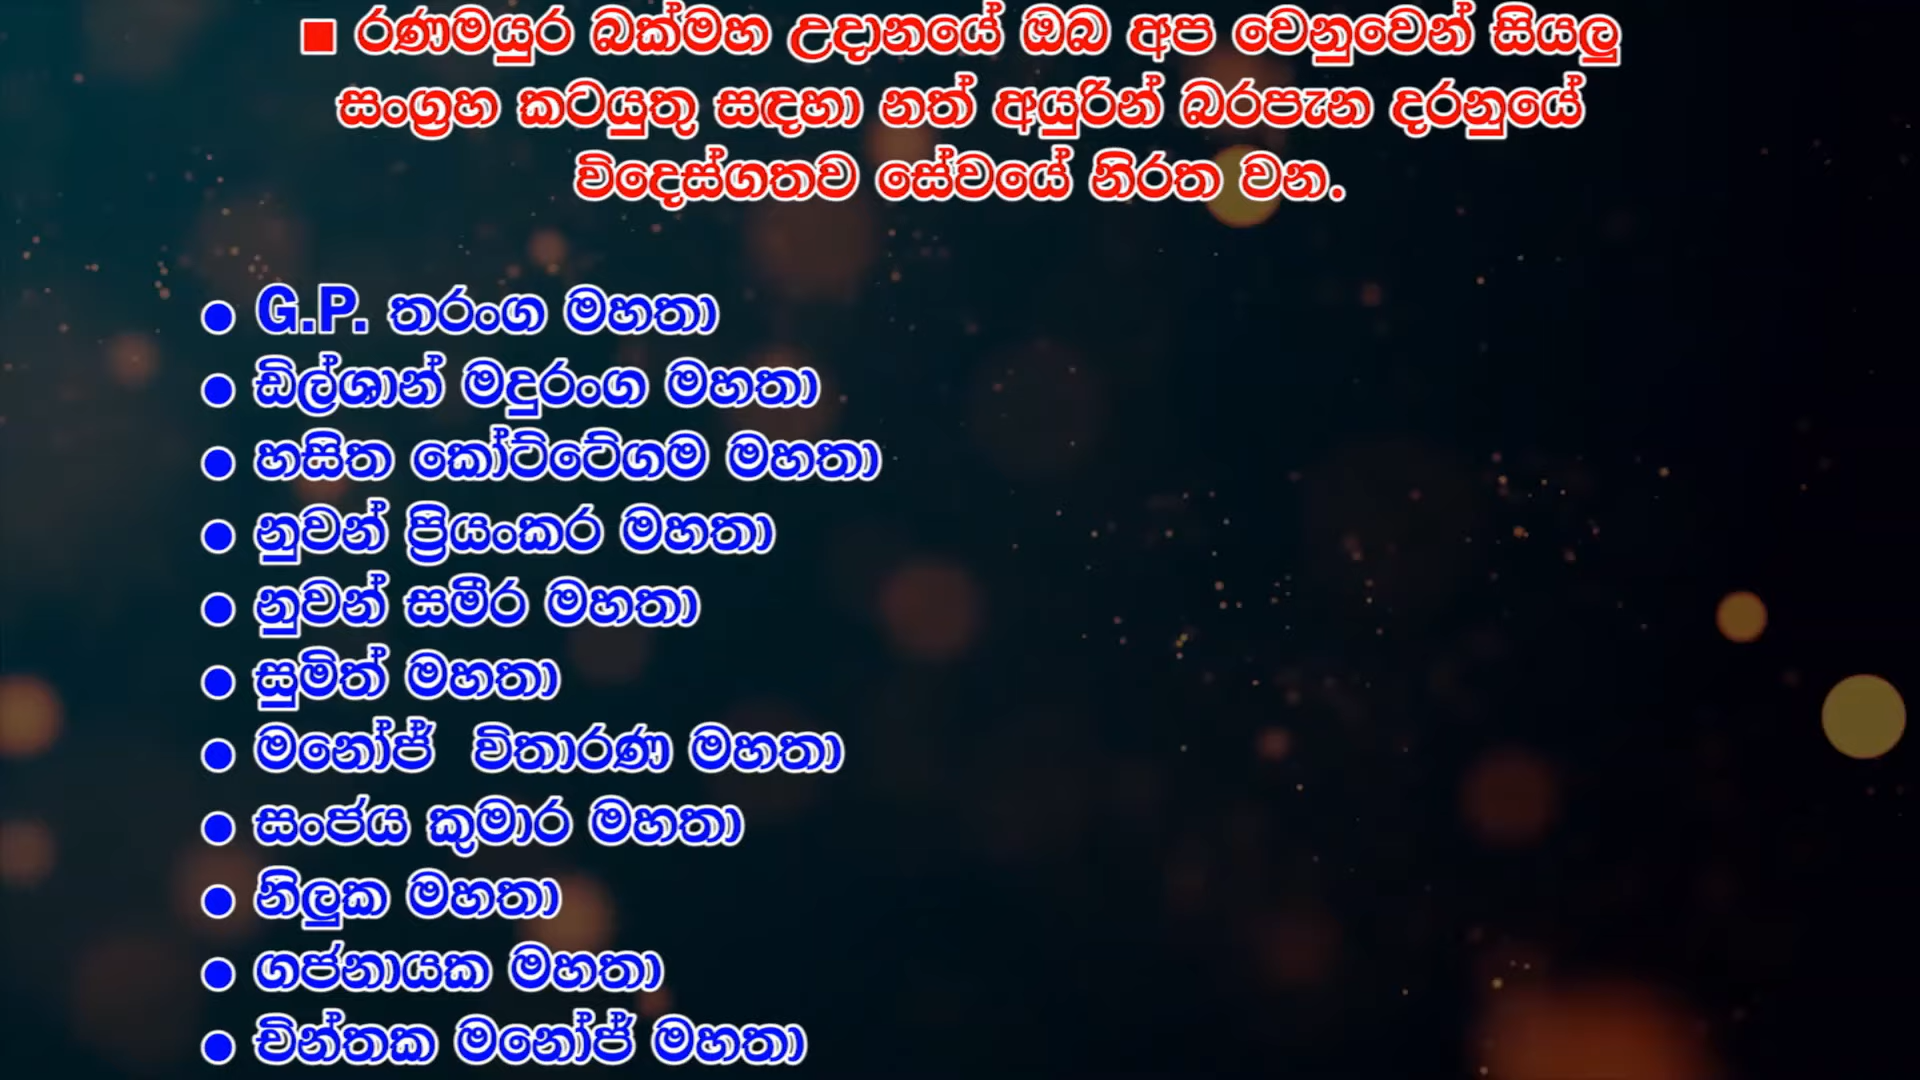 ■ රණමයුර බක්මහ උදානයේ ඔබ අප වෙනුවෙන් සියලු
සංග්‍රහ කටයුතු සඳහා නත් අයුරින් බරපැන දරනුයේ
විදෙස්ගතව සේවයේ නිරත වන.
● G.P. තරංග මහතා
● ඩිල්ශාන් මදුරංග මහතා
● හසිත කෝට්ටේගම මහතා
● නුවන් ප්‍රියංකර මහතා
● නුවන් සමීර මහතා
● සුමිත් මහතා
● මනෝජ් විතාරණ මහතා
● සංජය කුමාර මහතා
● නිලුක මහතා
● ගජනායක මහතා
● චින්තක මනෝජ් මහතා